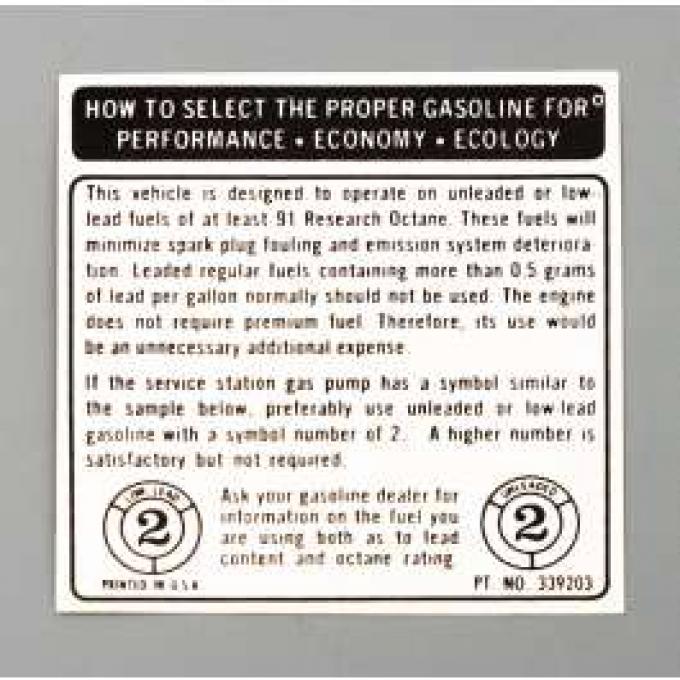 HOW TO SELECT THE PROPER GASOLINE FOR°
PERFORMANCE • ECONOMY • ECOLOGY
This vehicle is designed to operate on unleaded or low-
lead fuels of at least 91 Research Octane. These fuels will
minimize spark plug fouling and emission system deteriora-
tion. Leaded regular fuels containing more than 0.5 grams
of lead per gallon normally should not be used. The engine
does not require premium fuel. Therefore, its use would
be an unnecessary additional expense.
If the service station gas pump has a symbol similar to
the sample below, preferably use unleaded or low-lead
gasoline with a symbol number of 2. A higher number is
satisfactory but not required.
LOW LEAD
2
Ask your gasoline dealer for
information on the fuel you
are using both as to lead
content and octane rating
UNLEADED
2
PRINTED IN U.S.A.
PT. NO. 339203